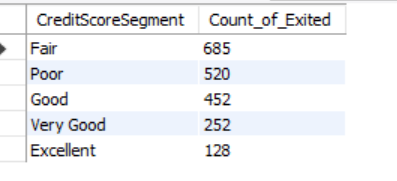 CreditScoreSegment Count_of_Exited
Fair 685
Poor 520
Good 452
Very Good 252
Excellent 128